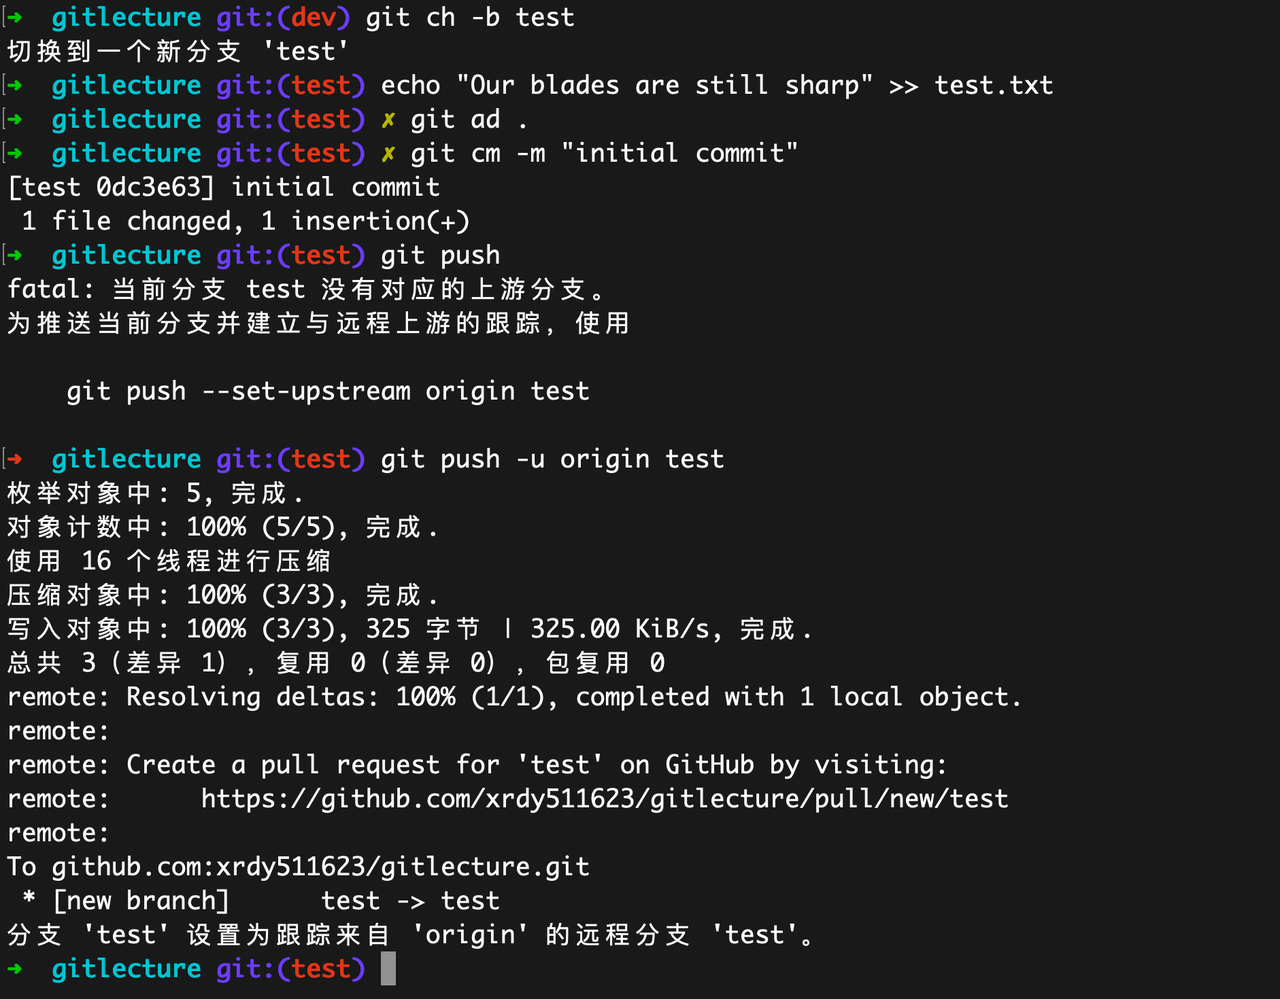 ➜  gitlecture git:(dev) git ch -b test
切换到一个新分支 'test'
➜  gitlecture git:(test) echo "Our blades are still sharp" >> test.txt
➜  gitlecture git:(test) ✗ git ad .
➜  gitlecture git:(test) ✗ git cm -m "initial commit"
[test 0dc3e63] initial commit
 1 file changed, 1 insertion(+)
➜  gitlecture git:(test) git push
fatal: 当前分支 test 没有对应的上游分支。
为推送当前分支并建立与远程上游的跟踪，使用
    git push --set-upstream origin test
➜  gitlecture git:(test) git push -u origin test
枚举对象中: 5, 完成.
对象计数中: 100% (5/5), 完成.
使用 16 个线程进行压缩
压缩对象中: 100% (3/3), 完成.
写入对象中: 100% (3/3), 325 字节 | 325.00 KiB/s, 完成.
总共 3（差异 1），复用 0（差异 0），包复用 0
remote: Resolving deltas: 100% (1/1), completed with 1 local object.
remote:
remote: Create a pull request for 'test' on GitHub by visiting:
remote:      https://github.com/xrdy511623/gitlecture/pull/new/test
remote:
To github.com:xrdy511623/gitlecture.git
 * [new branch]      test -> test
分支 'test' 设置为跟踪来自 'origin' 的远程分支 'test'。
➜  gitlecture git:(test)